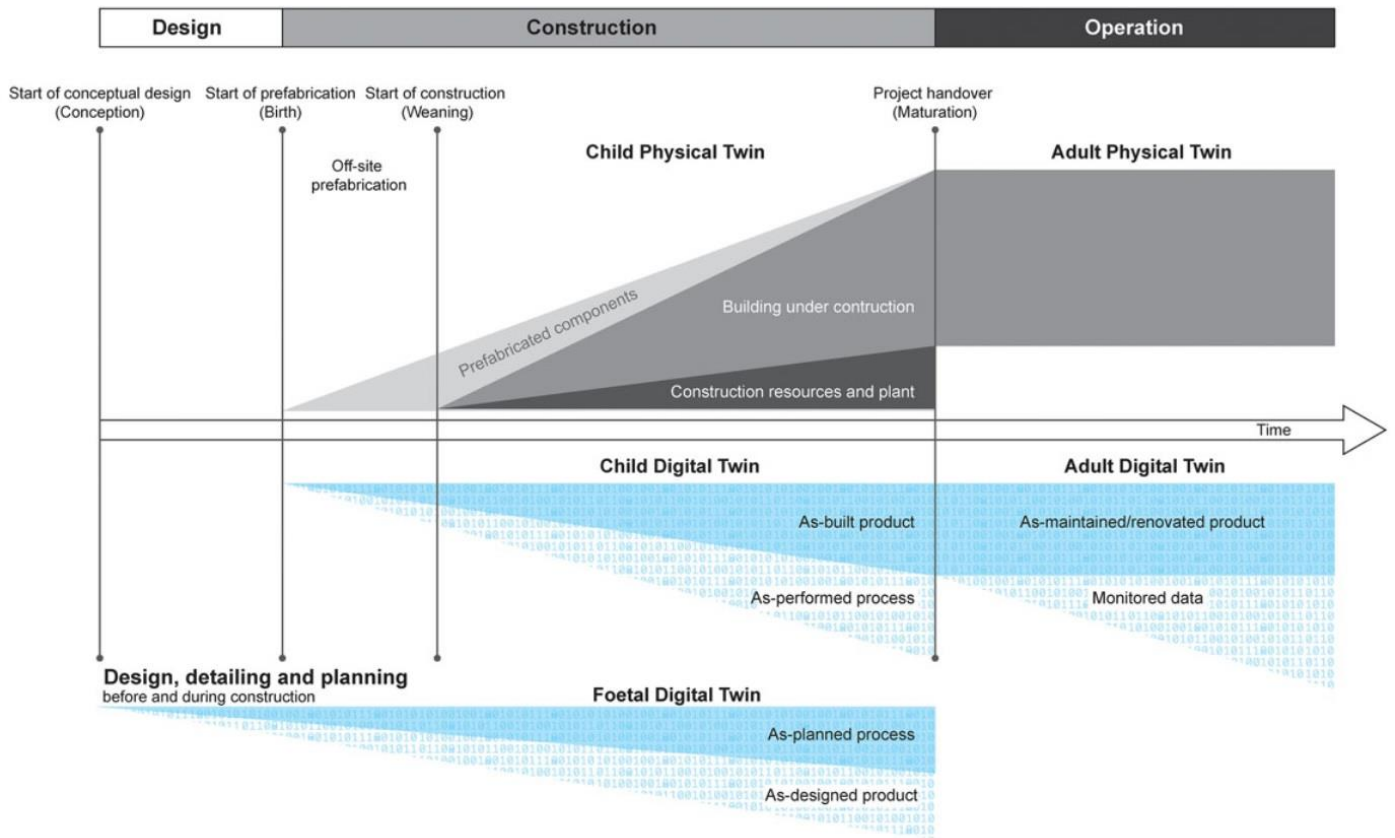 Design
Construction
Operation
Start of conceptual design
(Conception)
Start of prefabrication
(Birth)
Start of construction
(Weaning)
Project handover
(Maturation)
Off-site
prefabrication
Child Physical Twin
Adult Physical Twin
Prefabricated components
Building under contruction
Construction resources and plant
Time
Child Digital Twin
Adult Digital Twin
As-built product
As-maintained/renovated product
As-performed process
Monitored data
Design, detailing and planning
before and during construction
Foetal Digital Twin
As-planned process
As-designed product